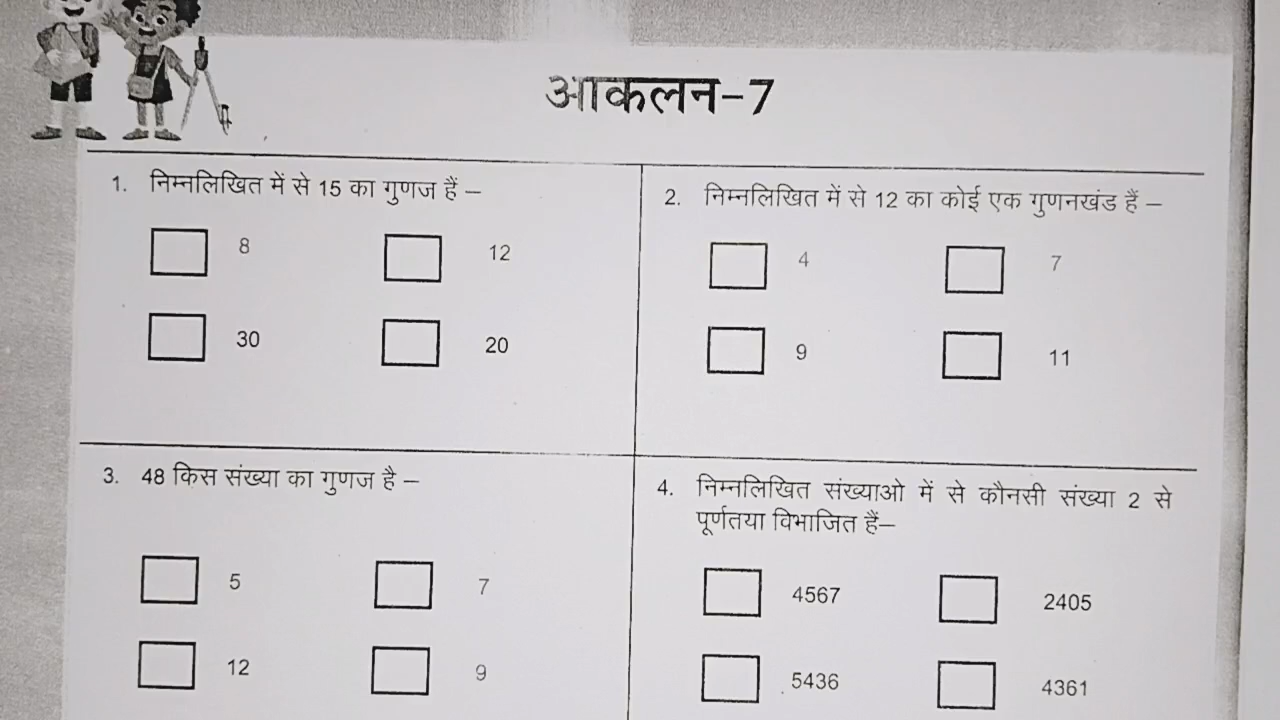 आकलन–7
1. निम्नलिखित में से 15 का गुणज हैं –
8 12
30 20
2. निम्नलिखित में से 12 का कोई एक गुणनखंड हैं –
4 7
9 11
3. 48 किस संख्या का गुणज है –
5 7
12 9
4. निम्नलिखित संख्याओ में से कौनसी संख्या 2 से
पूर्णतया विभाजित हैं–
4567 2405
5436 4361